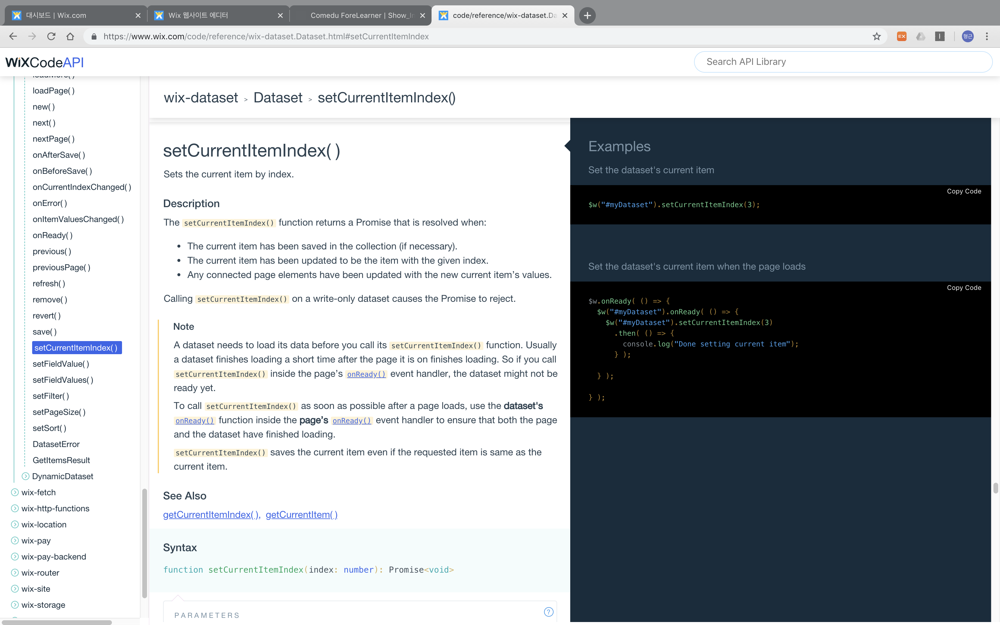 대시보드 | Wix.com
Wix 웹사이트 에디터
Comedu ForeLearner | Show_In
code/reference/wix-dataset.Da
https://www.wix.com/code/reference/wix-dataset.Dataset.html#setCurrentItemIndex
EX
형근
WiXCodeAPI
Search API Library
loadMore( )
loadPage( )
new( )
next( )
nextPage( )
onAfterSave( )
onBeforeSave( )
onCurrentIndexChanged( )
onError( )
onItemValuesChanged( )
onReady( )
previous( )
previousPage( )
refresh( )
remove( )
revert( )
save( )
setCurrentItemIndex( )
setFieldValue( )
setFieldValues( )
setFilter( )
setPageSize( )
setSort( )
DatasetError
GetItemsResult
DynamicDataset
wix-fetch
wix-http-functions
wix-location
wix-pay
wix-pay-backend
wix-router
wix-site
wix-storage
wix-dataset > Dataset > setCurrentItemIndex()
setCurrentItemIndex( )
Sets the current item by index.
Description
The setCurrentItemIndex() function returns a Promise that is resolved when:
• The current item has been saved in the collection (if necessary).
• The current item has been updated to be the item with the given index.
• Any connected page elements have been updated with the new current item’s values.
Calling setCurrentItemIndex() on a write-only dataset causes the Promise to reject.
Note
A dataset needs to load its data before you call its setCurrentItemIndex() function. Usually
a dataset finishes loading a short time after the page it is on finishes loading. So if you call
setCurrentItemIndex() inside the page’s onReady() event handler, the dataset might not be
ready yet.
To call setCurrentItemIndex() as soon as possible after a page loads, use the dataset's
onReady() function inside the page’s onReady() event handler to ensure that both the page
and the dataset have finished loading.
setCurrentItemIndex() saves the current item even if the requested item is same as the
current item.
See Also
getCurrentItemIndex( ), getCurrentItem( )
Syntax
function setCurrentItemIndex(index: number): Promise<void>
PARAMETERS
?
Examples
Set the dataset's current item
Copy Code
$w("#myDataset").setCurrentItemIndex(3);
Set the dataset's current item when the page loads
Copy Code
$w.onReady( () => {
$w("#myDataset").onReady( () => {
$w("#myDataset").setCurrentItemIndex(3)
.then( () => {
console.log("Done setting current item");
} );
} );
} );